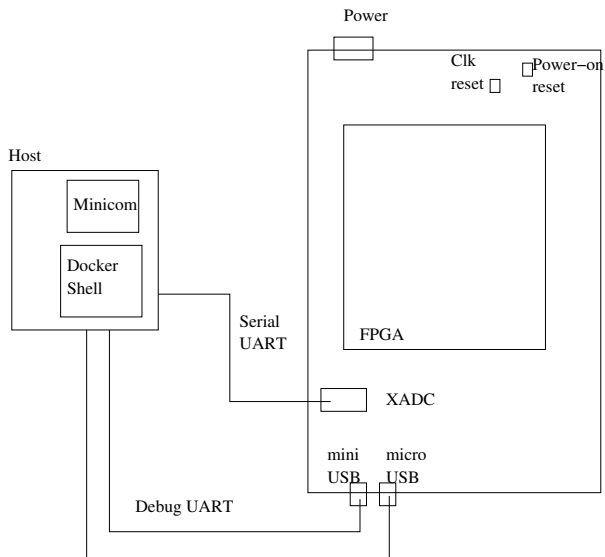 Power
Clk
reset
Power−on
reset
Host
Minicom
Docker
Shell
Serial
UART
FPGA
XADC
mini
USB
micro
USB
Debug UART